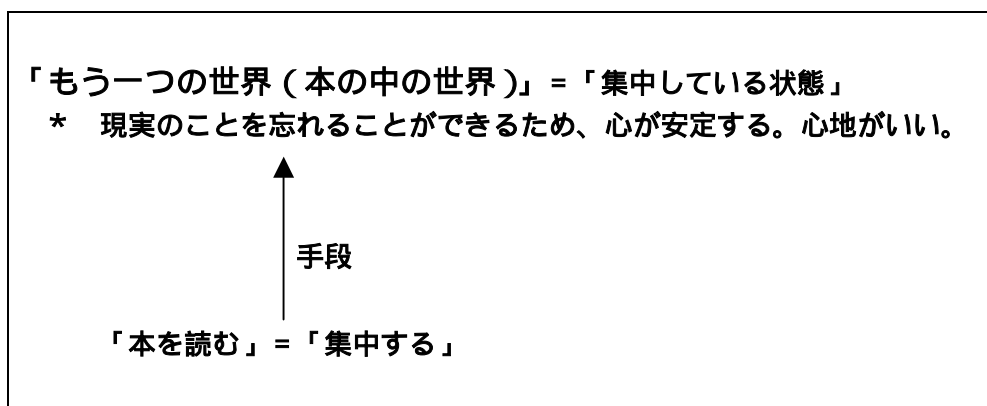 「もう一つの世界（本の中の世界）」=「集中している状態」
* 現実のことを忘れることができるため、心が安定する。心地がいい。
手段
「本を読む」=「集中する」